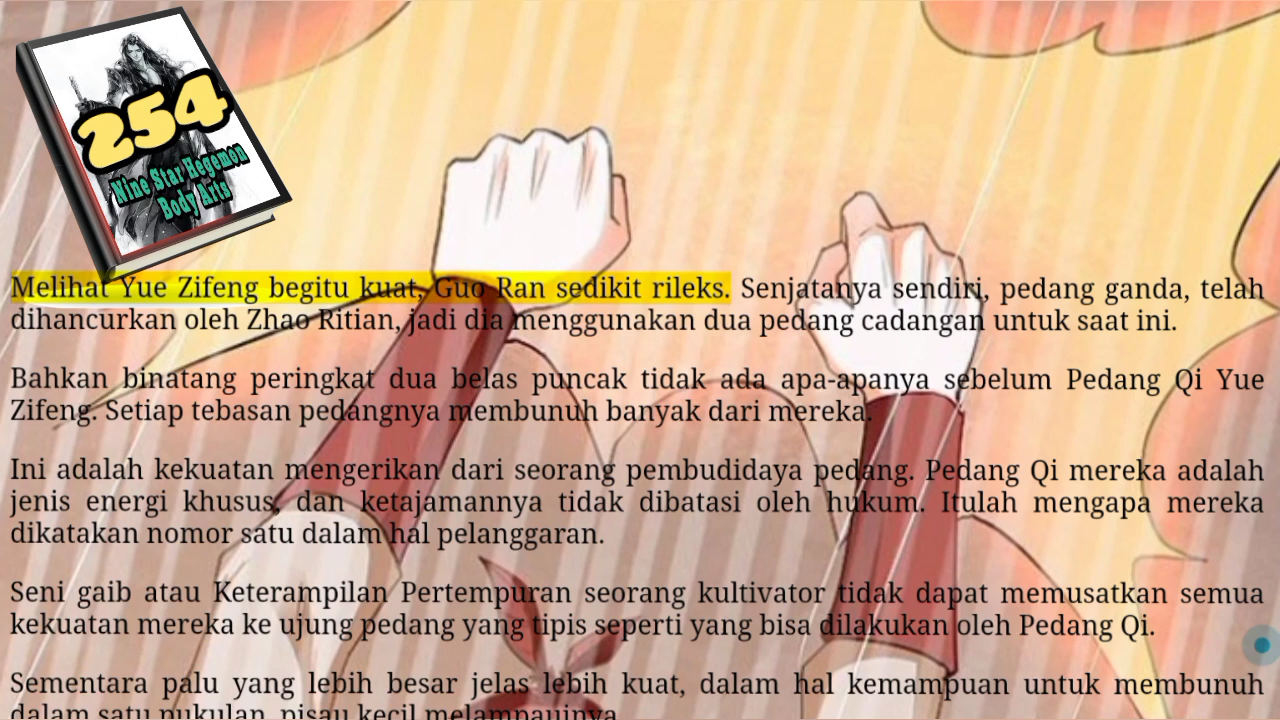 254
Nine Star Hegemon
Body Arts
Melihat Yue Zifeng begitu kuat, Guo Ran sedikit rileks. Senjatanya sendiri, pedang ganda, telah
dihancurkan oleh Zhao Ritian, jadi dia menggunakan dua pedang cadangan untuk saat ini.
Bahkan binatang peringkat dua belas puncak tidak ada apa-apanya sebelum Pedang Qi Yue
Zifeng. Setiap tebasan pedangnya membunuh banyak dari mereka.
Ini adalah kekuatan mengerikan dari seorang pembudidaya pedang. Pedang Qi mereka adalah
jenis energi khusus, dan ketajamannya tidak dibatasi oleh hukum. Itulah mengapa mereka
dikatakan nomor satu dalam hal pelanggaran.
Seni gaib atau Keterampilan Pertempuran seorang kultivator tidak dapat memusatkan semua
kekuatan mereka ke ujung pedang yang tipis seperti yang bisa dilakukan oleh Pedang Qi.
Sementara palu yang lebih besar jelas lebih kuat, dalam hal kemampuan untuk membunuh
dalam satu pukulan, pisau kecil melampauinya.